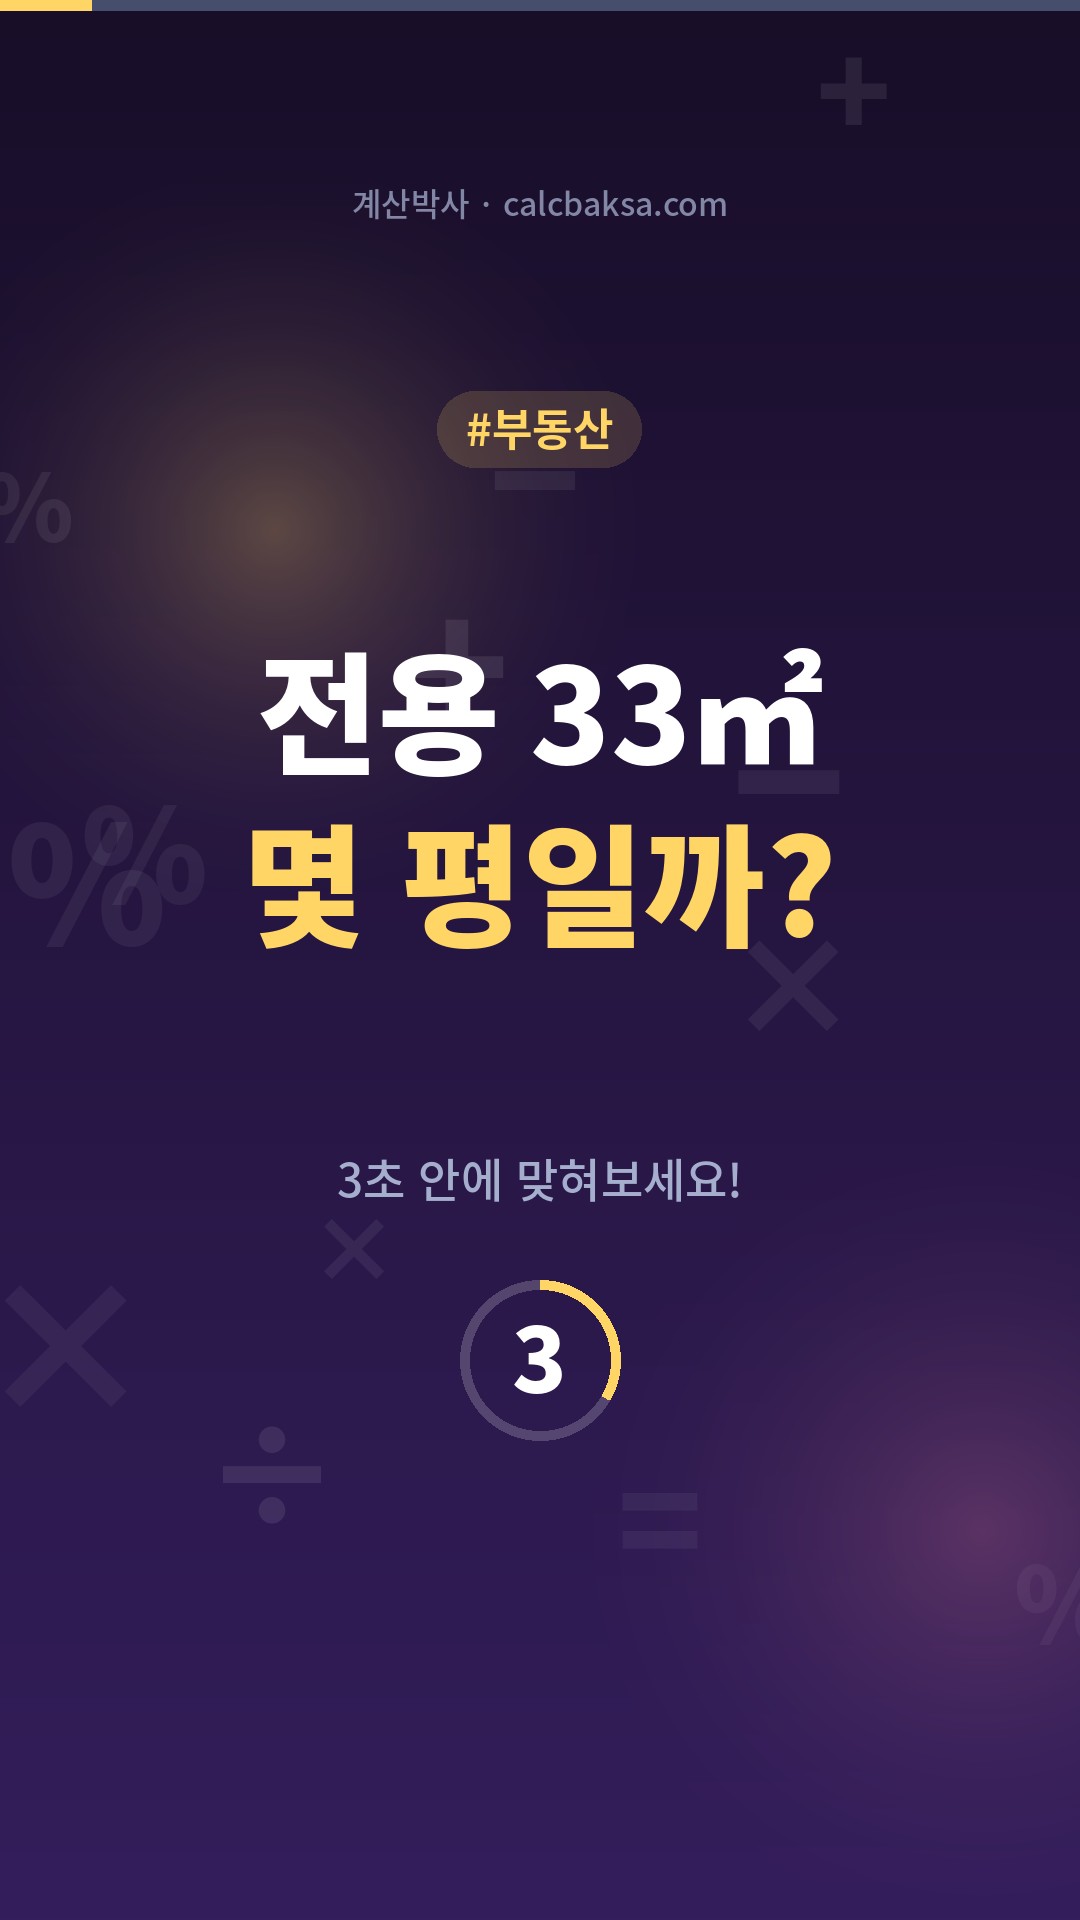 계산박사 · calcbaksa.com
#부동산
전용 33㎡
몇 평일까?
3초 안에 맞혀보세요!
3